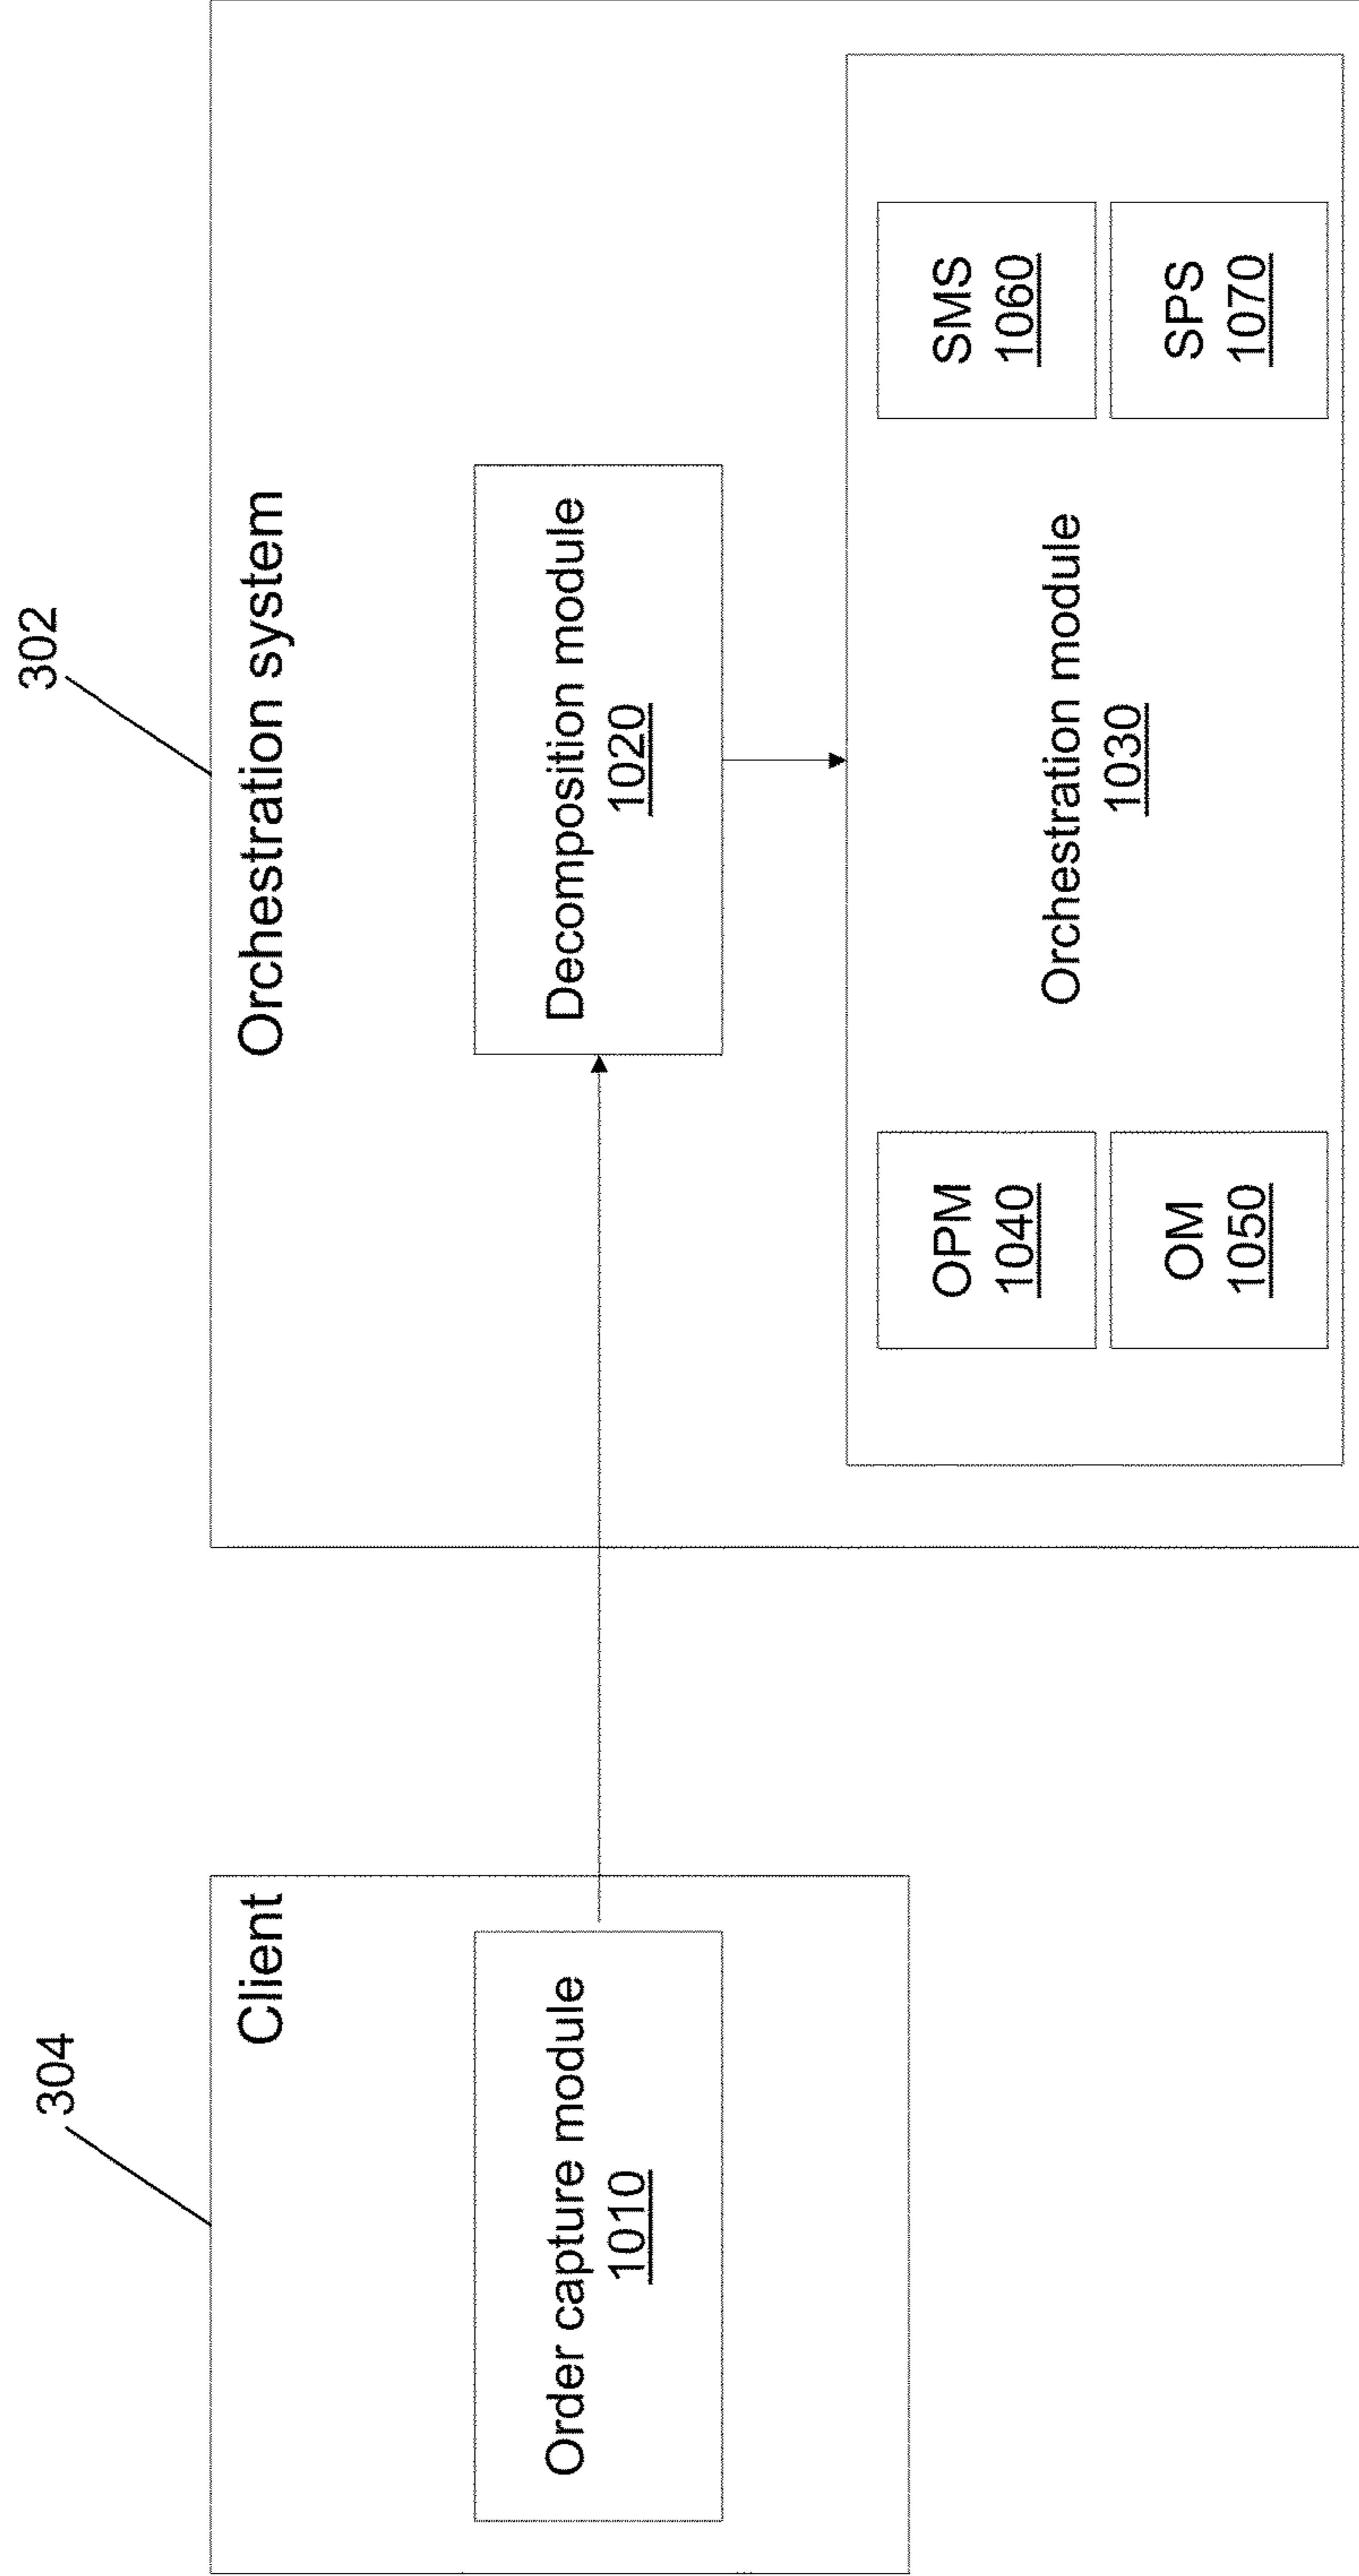 304
Client
Order capture module
1010
302
Orchestration system
Decomposition module
1020
OPM
1040
OM
1050
Orchestration module
1030
SMS
1060
SPS
1070